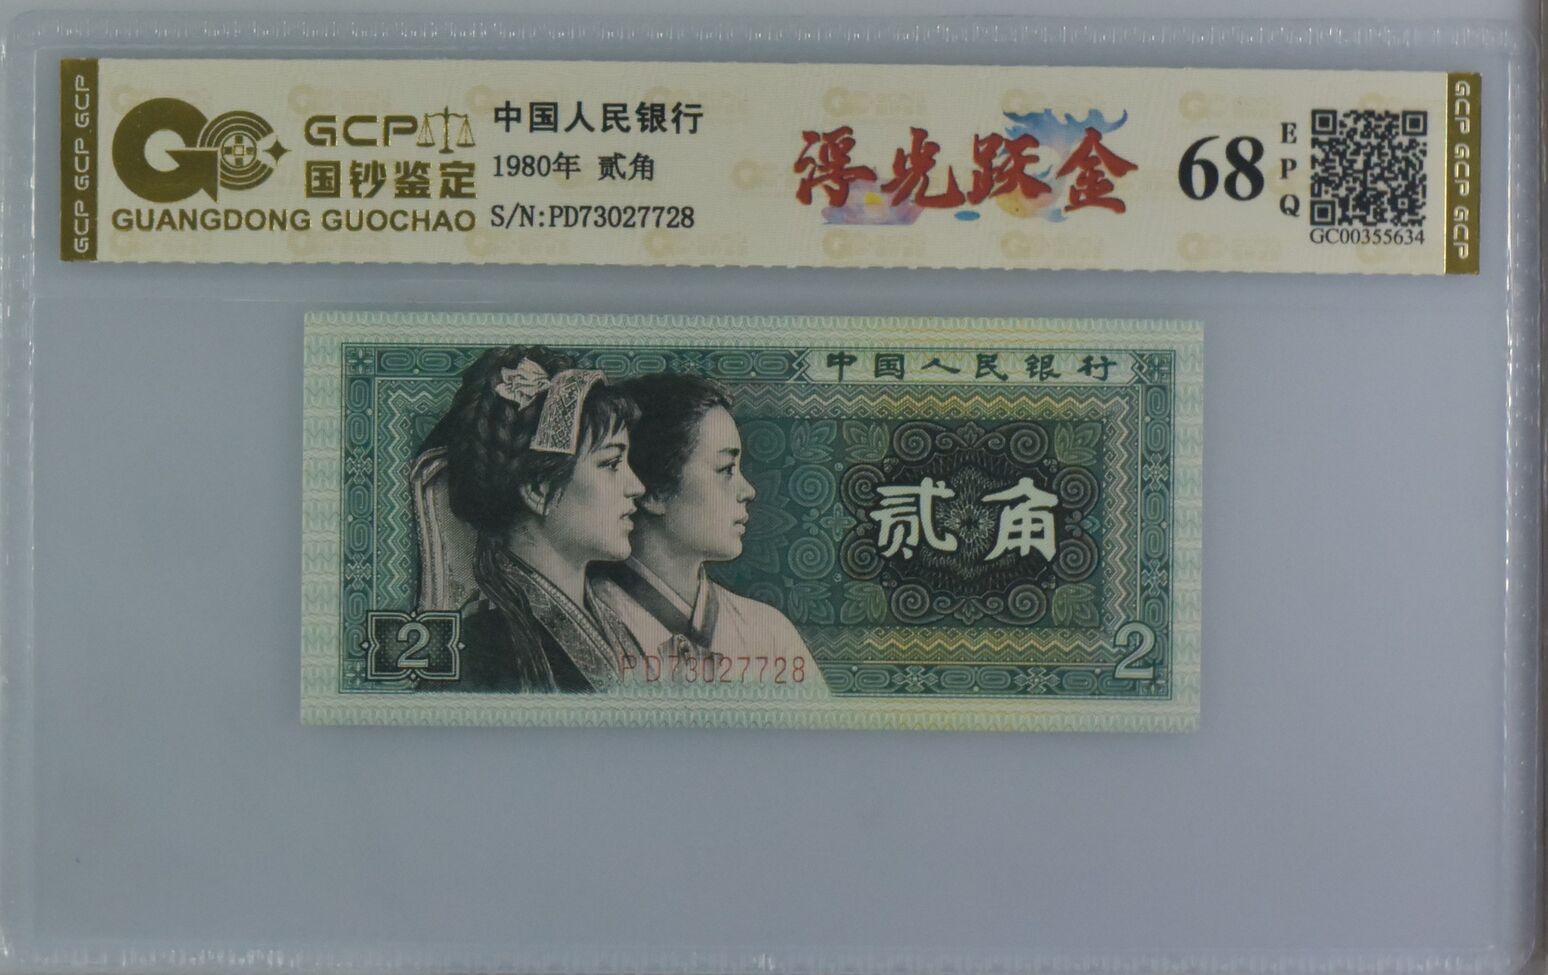 GCP GCP GCP
GCP
国钞鉴定
GUANGDONG GUOCHAO
中国人民银行
1980年 贰角
S/N:PD73027728
浮光跃金
68
EPQ
GC00355634
GCP GCP GCP
中国人民银行
贰角
2
PD73027728
2